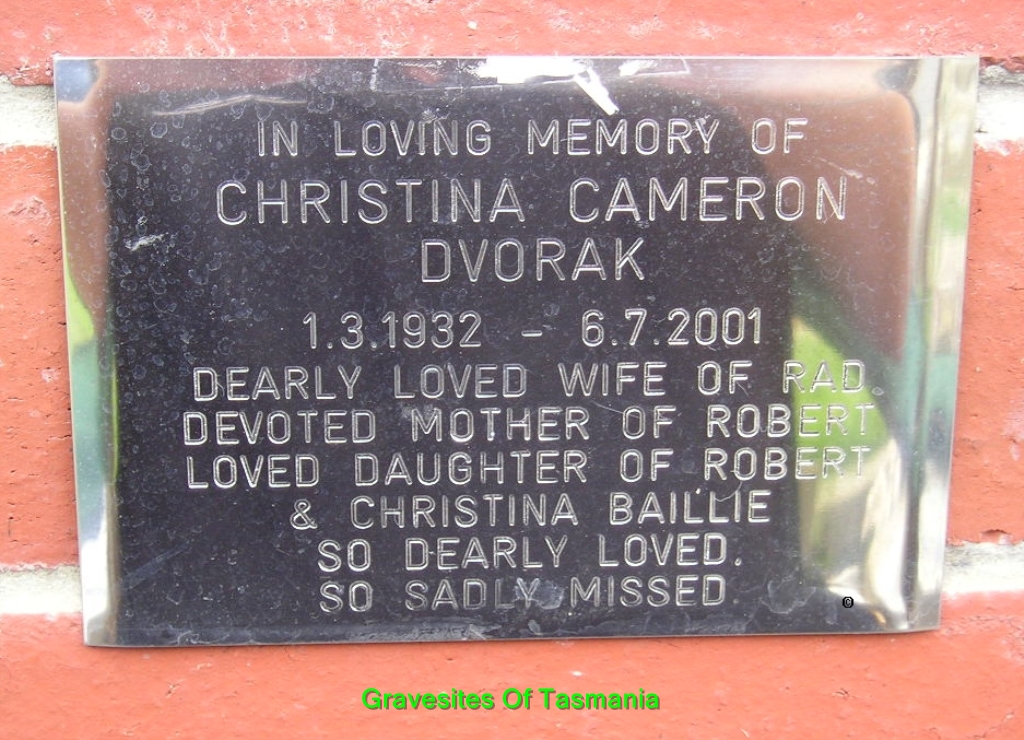 IN LOVING MEMORY OF
CHRISTINA CAMERON
DVORAK
1.3.1932 - 6.7.2001
DEARLY LOVED WIFE OF RAD.
DEVOTED MOTHER OF ROBERT
LOVED DAUGHTER OF ROBERT
& CHRISTINA BAILLIE
SO DEARLY LOVED.
SO SADLY MISSED
©
Gravesites Of Tasmania